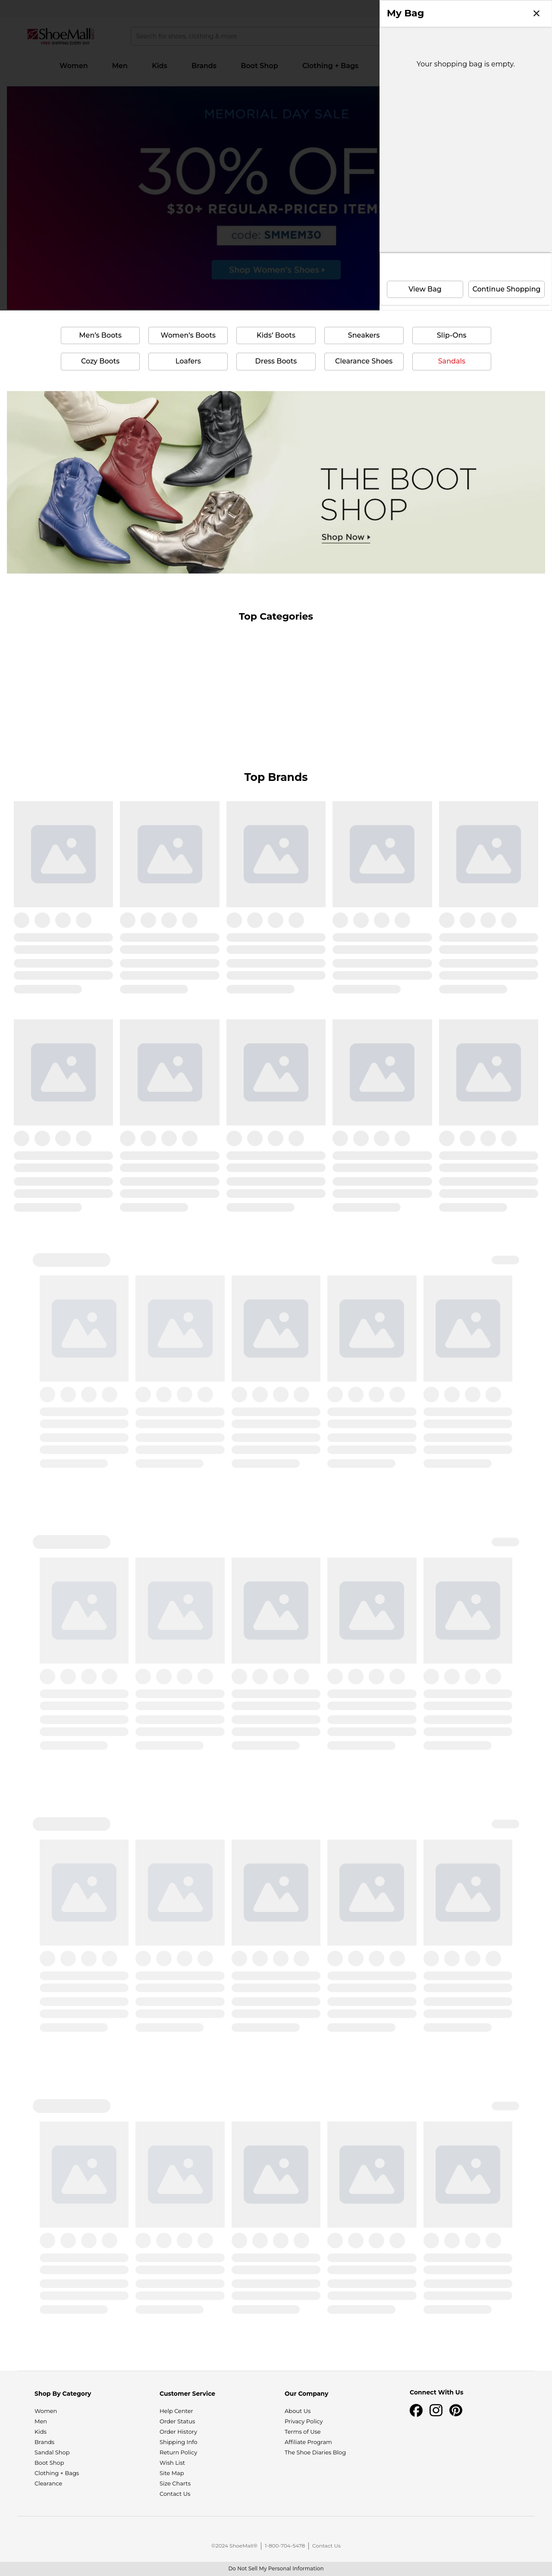 My Bag
ShoeMall
Search for shoes, clothing & more
Women Men Kids Brands Boot Shop Clothing + Bags
Your shopping bag is empty.
MEMORIAL DAY SALE
30% OF
$30+ REGULAR-PRICED ITEM
code: SMMEM30
Shop Women's Shoes
View Bag Continue Shopping
Men's Boots Women's Boots Kids' Boots Sneakers Slip-Ons
Cozy Boots Loafers Dress Boots Clearance Shoes Sandals
THE BOOT
SHOP
Shop Now
Top Categories
Top Brands
Shop By Category
Women
Men
Kids
Brands
Sandal Shop
Boot Shop
Clothing + Bags
Clearance
Customer Service
Help Center
Order Status
Order History
Shipping Info
Return Policy
Wish List
Site Map
Size Charts
Contact Us
Our Company
About Us
Privacy Policy
Terms of Use
Affiliate Program
The Shoe Diaries Blog
Connect With Us
©2024 ShoeMall® 1-800-704-5478 Contact Us
Do Not Sell My Personal Information